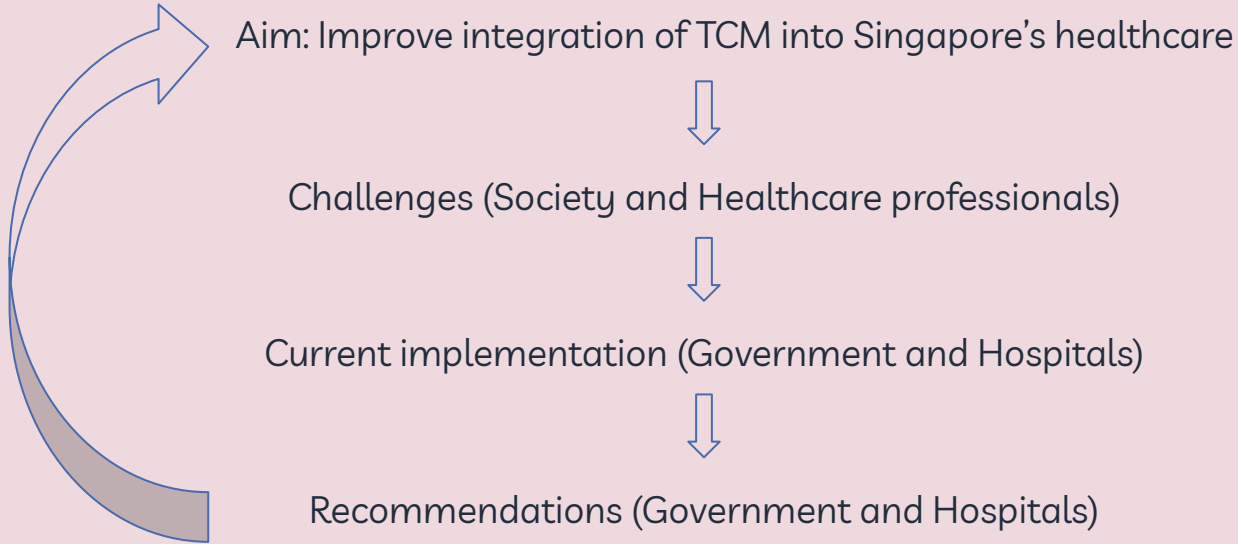 Aim: Improve integration of TCM into Singapore's healthcare
Challenges (Society and Healthcare professionals)
Current implementation (Government and Hospitals)
Recommendations (Government and Hospitals)